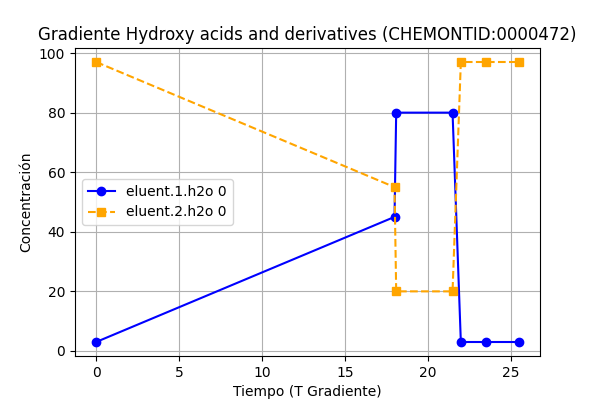 Gradiente Hydroxy acids and derivatives (CHEMONTID:0000472)
100
80
60
40
20
0
Concentración
eluent.1.h2o 0
eluent.2.h2o 0
0 5 10 15 20 25
Tiempo (T Gradiente)